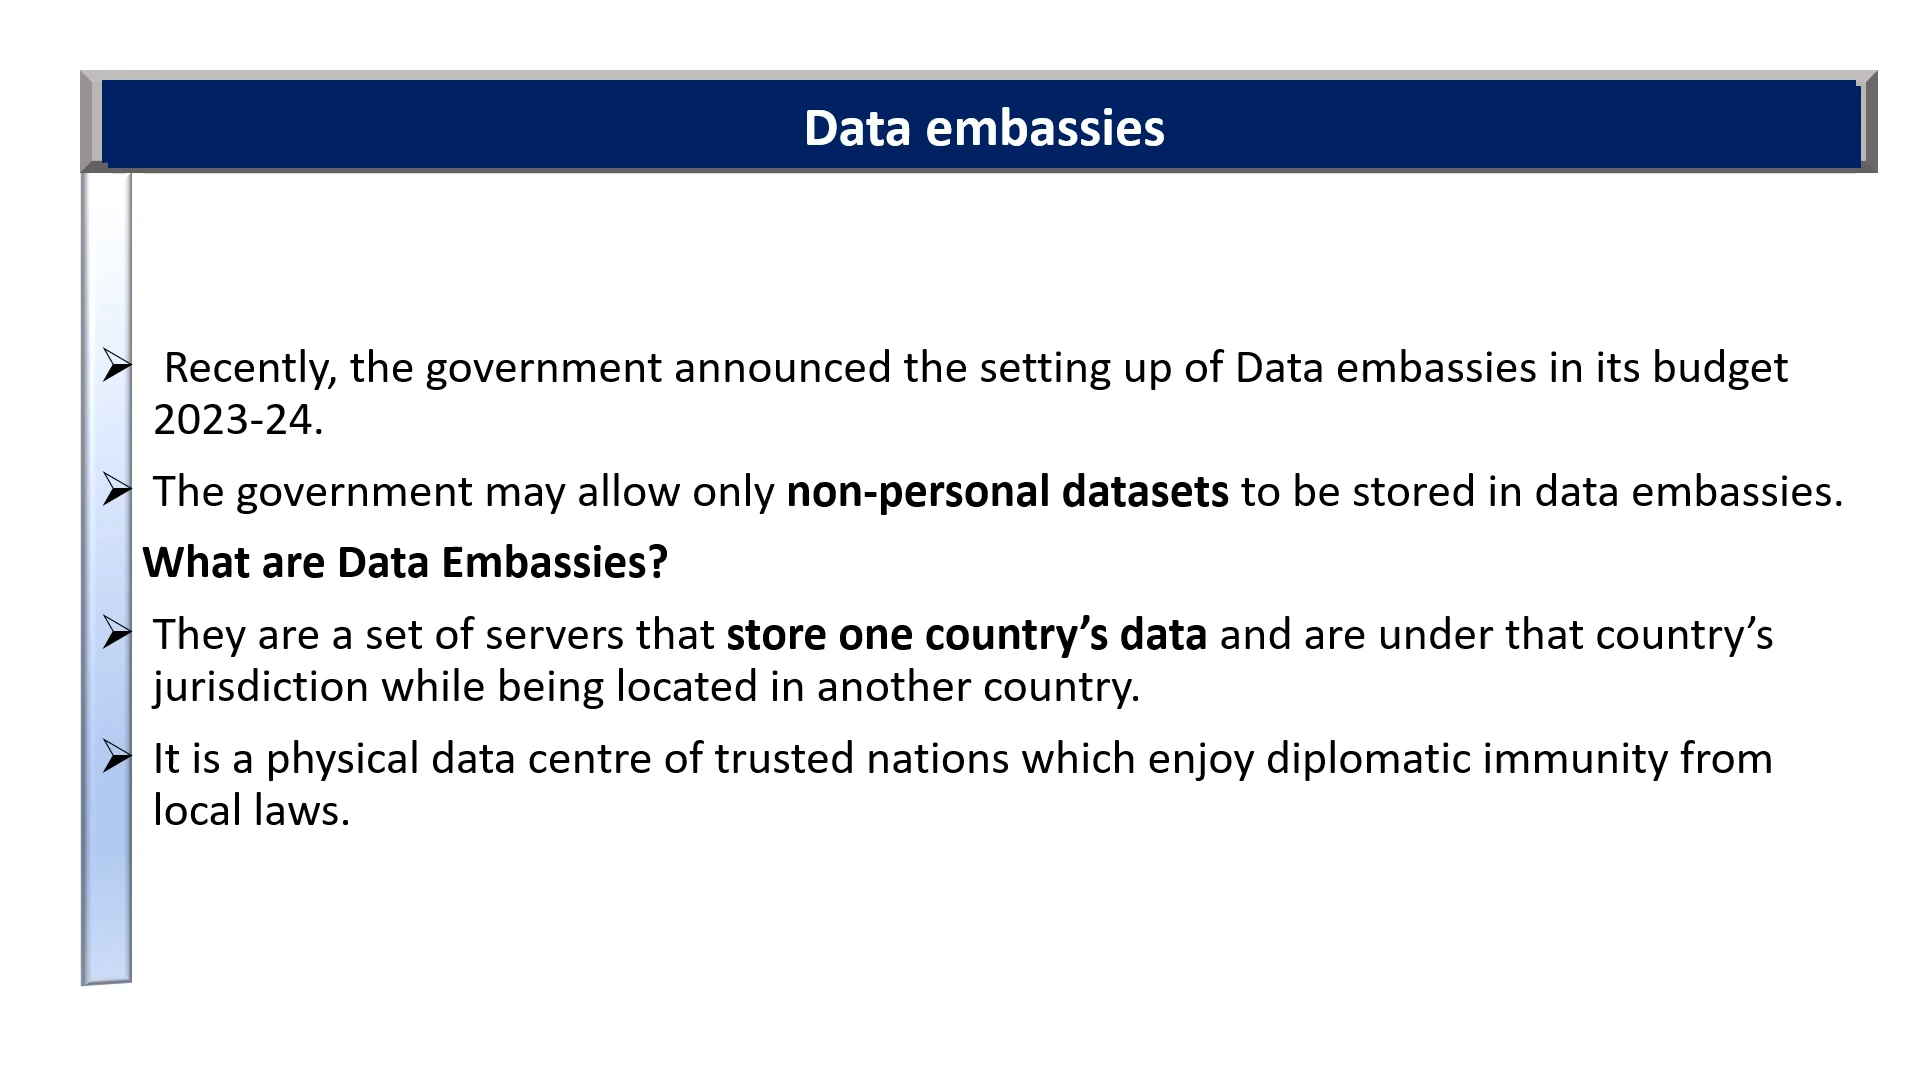 Data embassies
➢ Recently, the government announced the setting up of Data embassies in its budget
2023-24.
➢ The government may allow only non-personal datasets to be stored in data embassies.
What are Data Embassies?
➢ They are a set of servers that store one country’s data and are under that country’s
jurisdiction while being located in another country.
➢ It is a physical data centre of trusted nations which enjoy diplomatic immunity from
local laws.